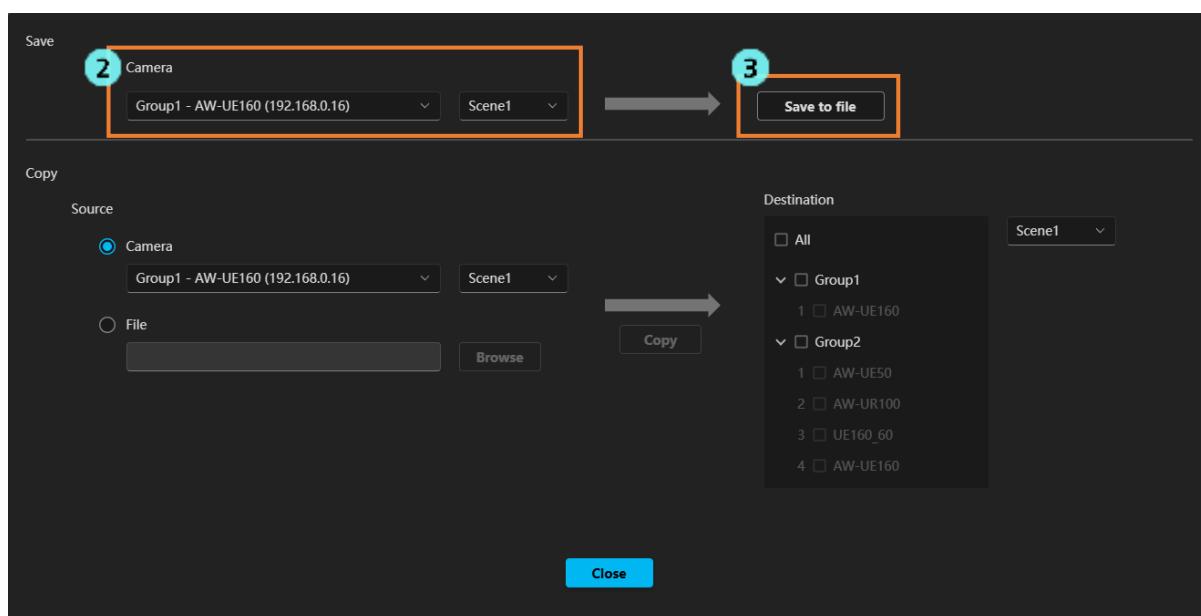 Save
2
Camera
Group1 - AW-UE160 (192.168.0.16)
Scene1
3
Save to file
Copy
Source
Camera
Group1 - AW-UE160 (192.168.0.16)
Scene1
File
Browse
Copy
Destination
All
Group1
1 AW-UE160
Group2
1 AW-UE50
2 AW-UR100
3 UE160_60
4 AW-UE160
Scene1
Close